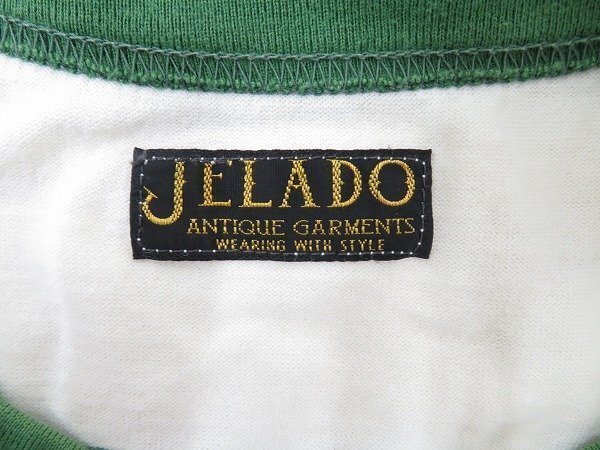 JELADO
ANTIQUE GARMENTS
WEARING WITH STYLE